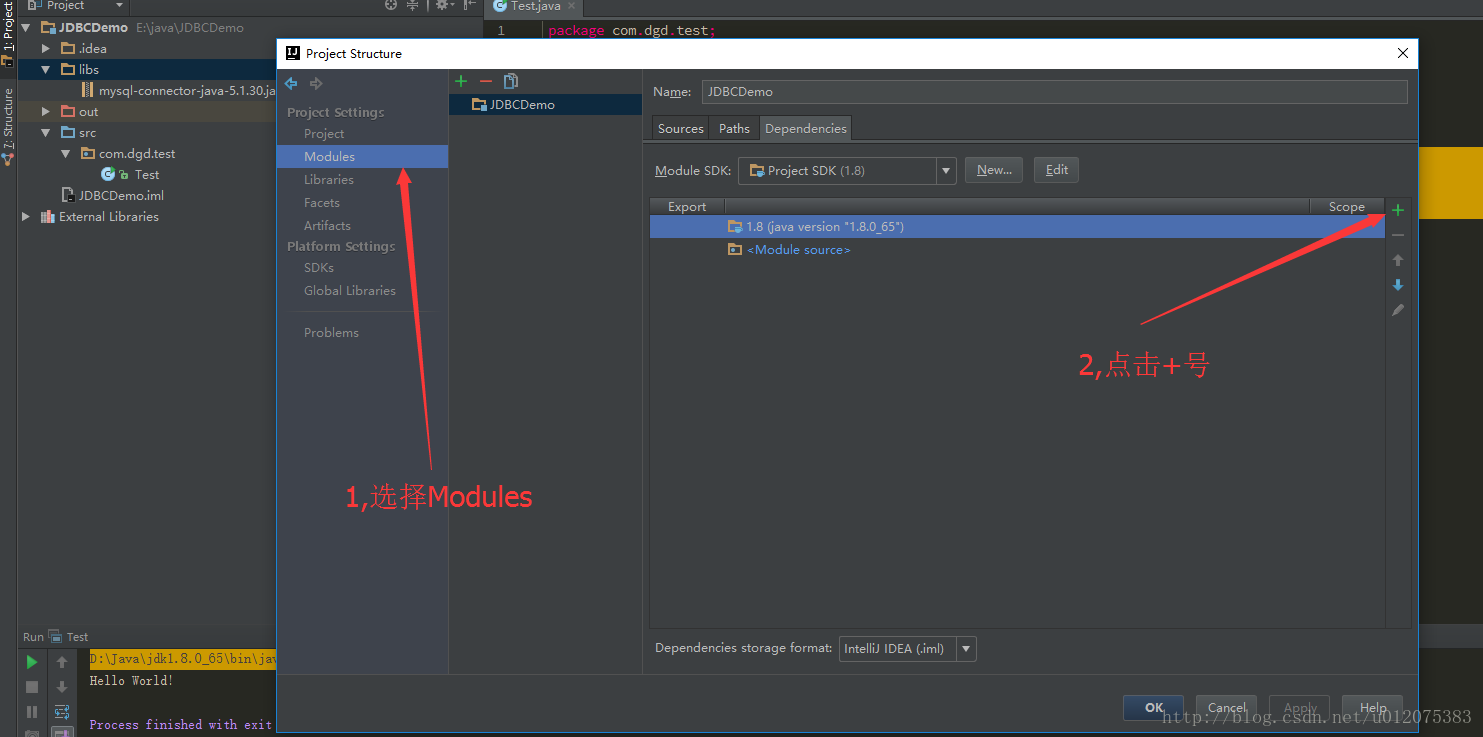 Project
Test.java
1: Project
JDBCDemo E:\java\JDBCDemo
1 package com.dgd.test;
.idea
Project Structure
libs
mysql-connector-java-5.1.30.ja
7: Structure
out
src
com.dgd.test
Test
JDBCDemo.iml
External Libraries
Project Settings
Project
Modules
Libraries
Facets
Artifacts
Platform Settings
SDKs
Global Libraries
Problems
JDBCDemo
Name: JDBCDemo
Sources Paths Dependencies
Module SDK: Project SDK (1.8) New... Edit
Export Scope
1.8 (java version "1.8.0_65")
<Module source>
2,点击+号
1,选择Modules
Dependencies storage format: IntelliJ IDEA (.iml)
OK Cancel Apply Help
Run Test
D:\Java\jdk1.8.0_65\bin\jav
Hello World!
Process finished with exit
http://blog.csdn.net/u012075383